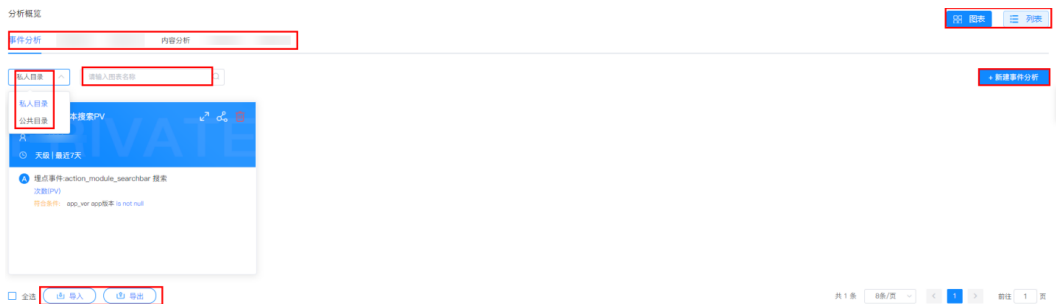 分析概览
图表 列表
事件分析 内容分析
私人目录 请输入图表名称 + 新建事件分析
私人目录
公共目录
本搜索PV
PRIVATE
天级 | 最近7天
A 埋点事件:action_module_searchbar 搜索
次数(PV)
符合条件: app_ver app版本 is not null
全选 导入 导出 共 1 条 8条/页 1 前往 1 页